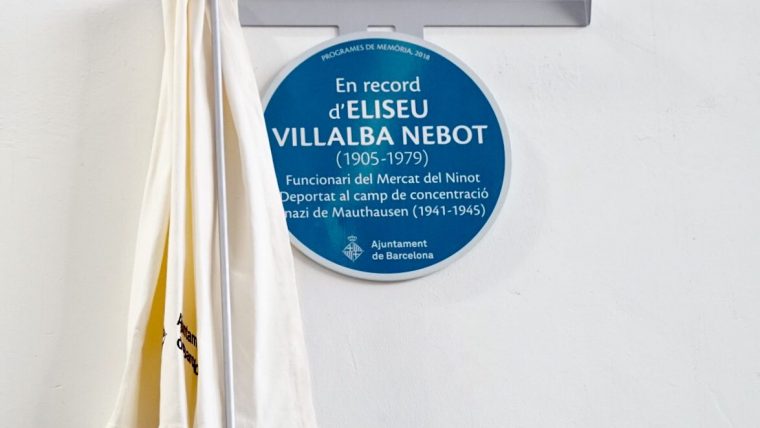 PROGRAMES DE MEMÒRIA, 2018
En record
d'ELISEU
VILLALBA NEBOT
(1905-1979)
Funcionari del Mercat del Ninot
Deportat al camp de concentració
nazi de Mauthausen (1941-1945)
Ajuntament
de Barcelona